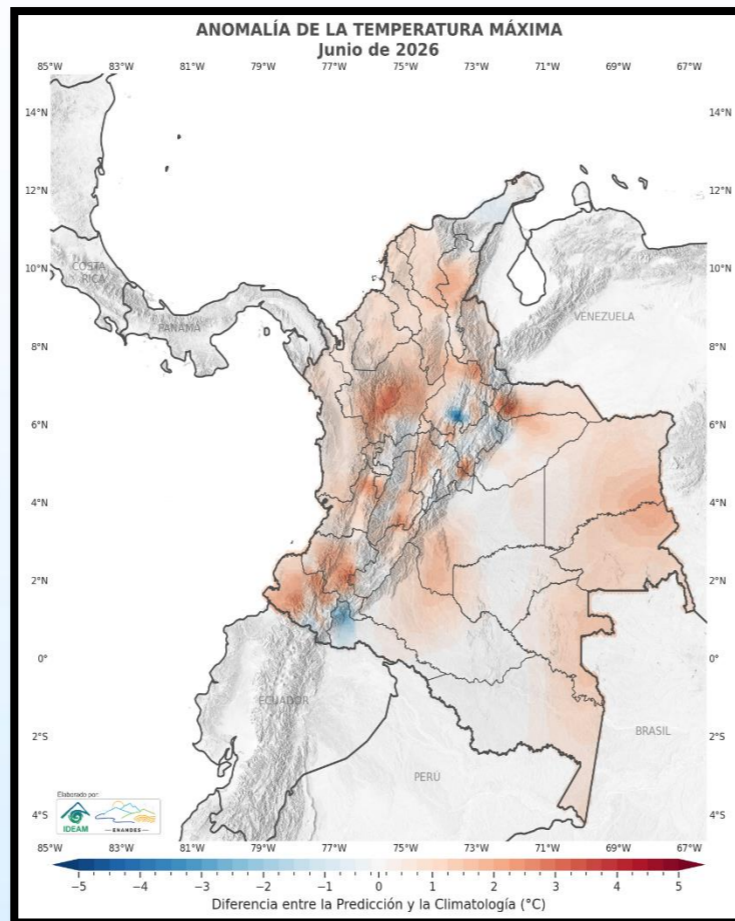 ANOMALÍA DE LA TEMPERATURA MÁXIMA
Junio de 2026
85°W 83°W 81°W 79°W 77°W 75°W 73°W 71°W 69°W 67°W
14°N 14°N
12°N 12°N
10°N 10°N
COSTA
RICA
PANAMÁ
VENEZUELA
8°N 8°N
6°N 6°N
4°N 4°N
2°N 2°N
0° 0°
ECUADOR
BRASIL
2°S 2°S
PERÚ
4°S 4°S
Elaborado por:
IDEAM
ENANDES
85°W 83°W 81°W 79°W 77°W 75°W 73°W 71°W 69°W 67°W
−5 −4 −3 −2 −1 0 1 2 3 4 5
Diferencia entre la Predicción y la Climatología (°C)